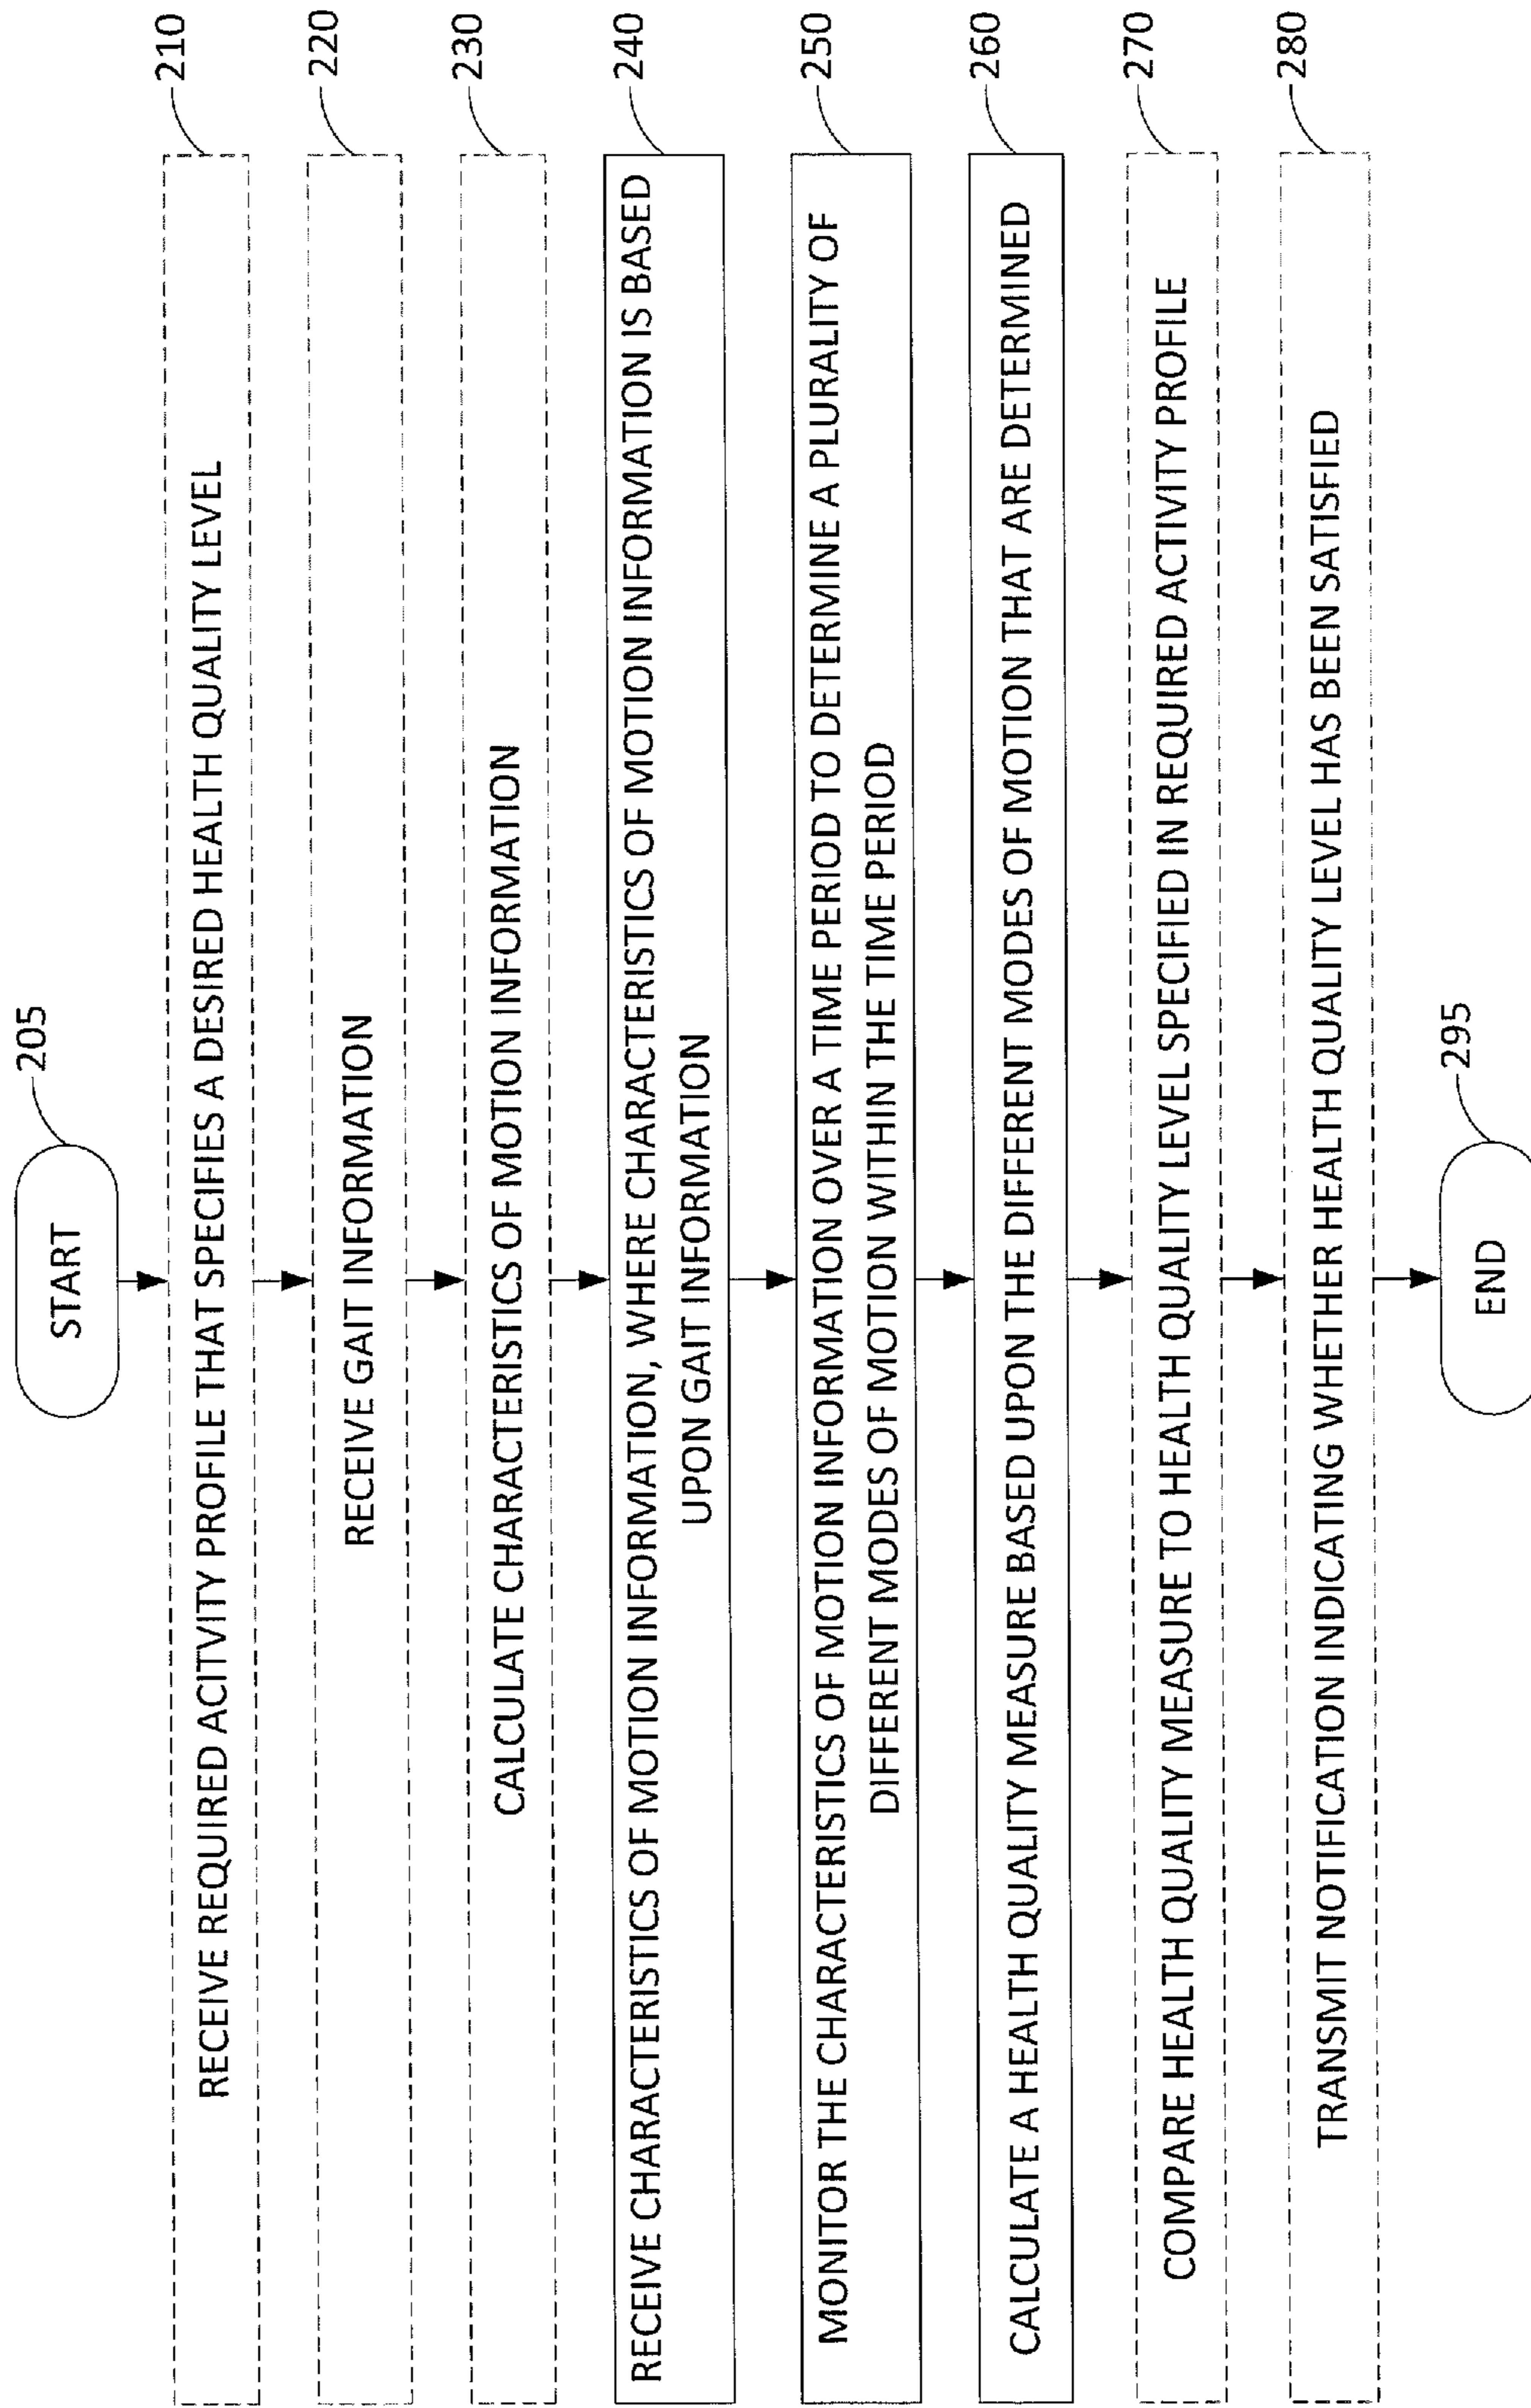 START
205
RECEIVE REQUIRED ACITVITY PROFILE THAT SPECIFIES A DESIRED HEALTH QUALITY LEVEL
210
RECEIVE GAIT INFORMATION
220
CALCULATE CHARACTERISTICS OF MOTION INFORMATION
230
RECEIVE CHARACTERISTICS OF MOTION INFORMATION, WHERE CHARACTERISTICS OF MOTION INFORMATION IS BASED
UPON GAIT INFORMATION
240
MONITOR THE CHARACTERISTICS OF MOTION INFORMATION OVER A TIME PERIOD TO DETERMINE A PLURALITY OF
DIFFERENT MODES OF MOTION WITHIN THE TIME PERIOD
250
CALCULATE A HEALTH QUALITY MEASURE BASED UPON THE DIFFERENT MODES OF MOTION THAT ARE DETERMINED
260
COMPARE HEALTH QUALITY MEASURE TO HEALTH QUALITY LEVEL SPECIFIED IN REQUIRED ACTIVITY PROFILE
270
TRANSMIT NOTIFICATION INDICATING WHETHER HEALTH QUALITY LEVEL HAS BEEN SATISFIED
280
END
295